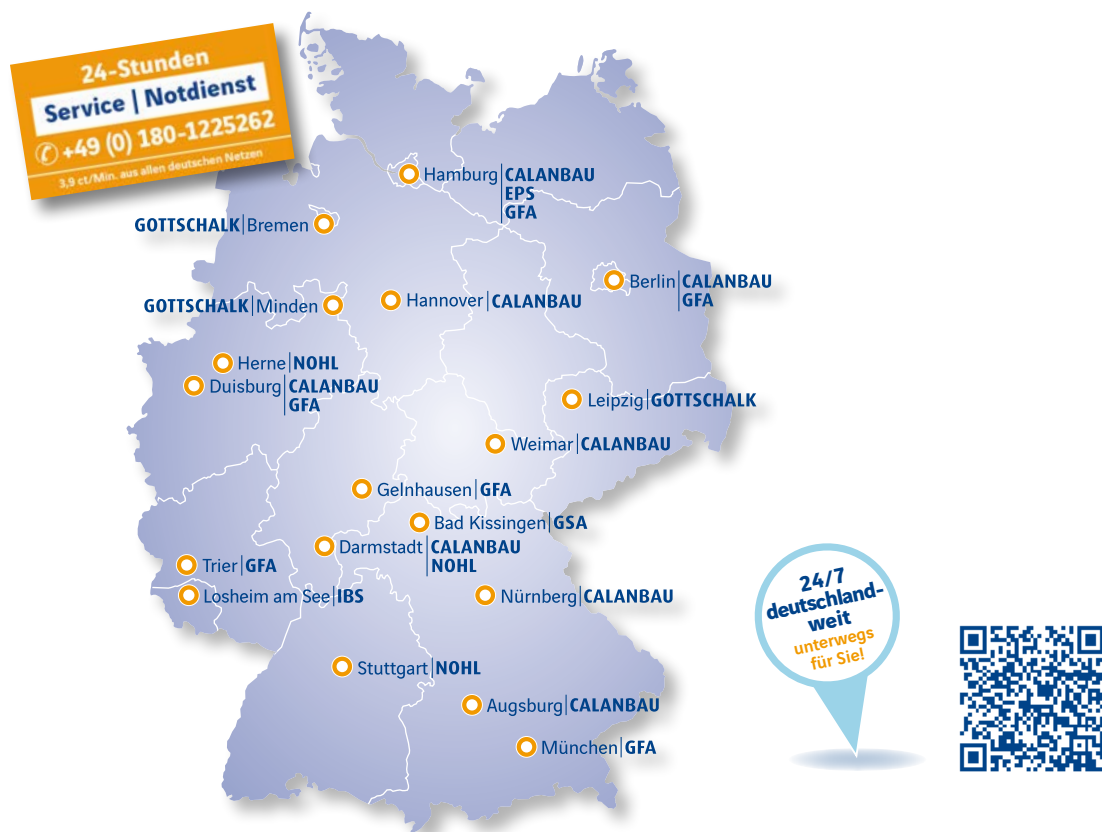 24-Stunden
Service | Notdienst
✆ +49 (0) 180-1225262
3,9 ct/Min. aus allen deutschen Netzen
Hamburg | CALANBAU
EPS
GFA
GOTTSCHALK | Bremen
Berlin | CALANBAU
GFA
GOTTSCHALK | Minden
Hannover | CALANBAU
Herne | NOHL
Duisburg | CALANBAU
GFA
Leipzig | GOTTSCHALK
Weimar | CALANBAU
Gelnhausen | GFA
Bad Kissingen | GSA
Darmstadt | CALANBAU
NOHL
Trier | GFA
Losheim am See | IBS
Nürnberg | CALANBAU
Stuttgart | NOHL
Augsburg | CALANBAU
München | GFA
24/7
deutschland-
weit
unterwegs
für Sie!